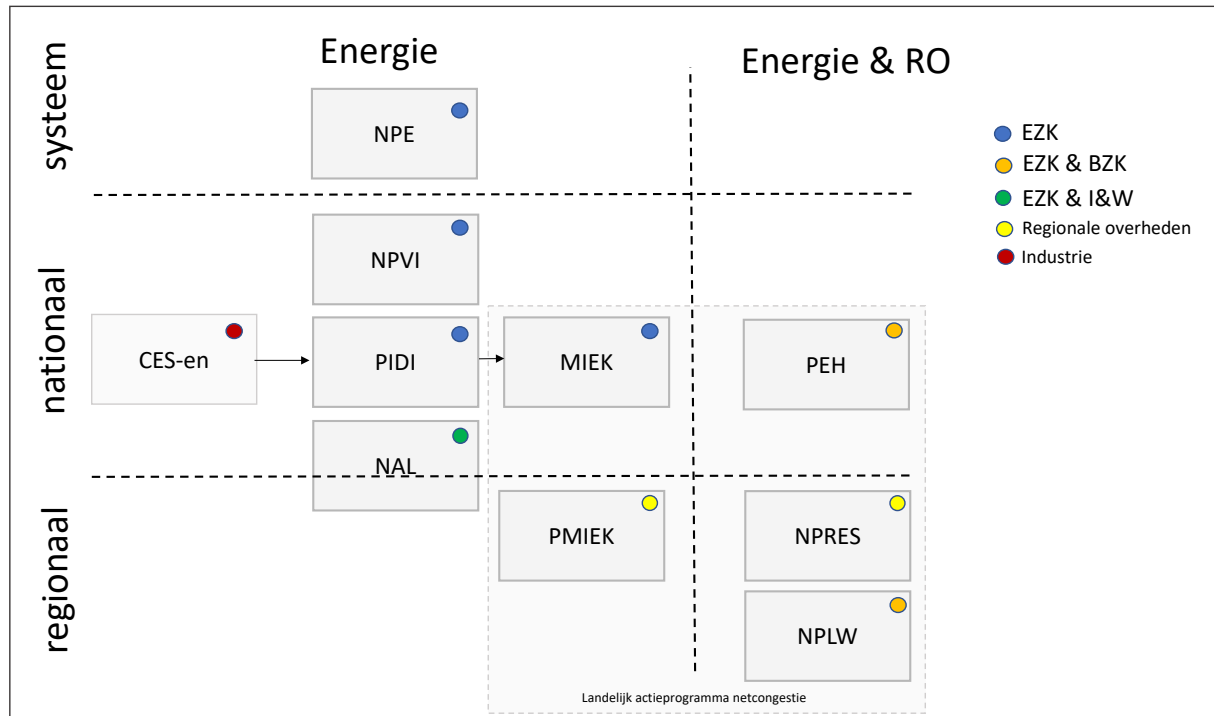 Energie
Energie & RO
systeem
NPE
EZK
EZK & BZK
EZK & I&W
Regionale overheden
Industrie
nationaal
NPVI
CES-en
PIDI
MIEK
PEH
NAL
regionaal
PMIEK
NPRES
NPLW
Landelijk actieprogramma netcongestie